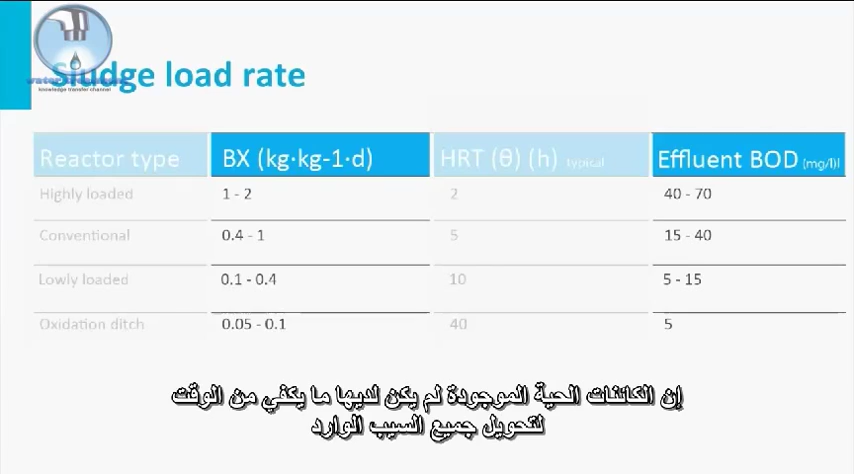 Sludge load rate
knowledge transfer channel
Reactor type BX (kg·kg-1·d) HRT (θ) (h) typical Effluent BOD (mg/l)l
Highly loaded 1 - 2 2 40 - 70
Conventional 0.4 - 1 5 15 - 40
Lowly loaded 0.1 - 0.4 10 5 - 15
Oxidation ditch 0.05 - 0.1 40 5
إن الكائنات الحية الموجودة لم يكن لديها ما يكفي من الوقت
لتحويل جميع السيب الوارد